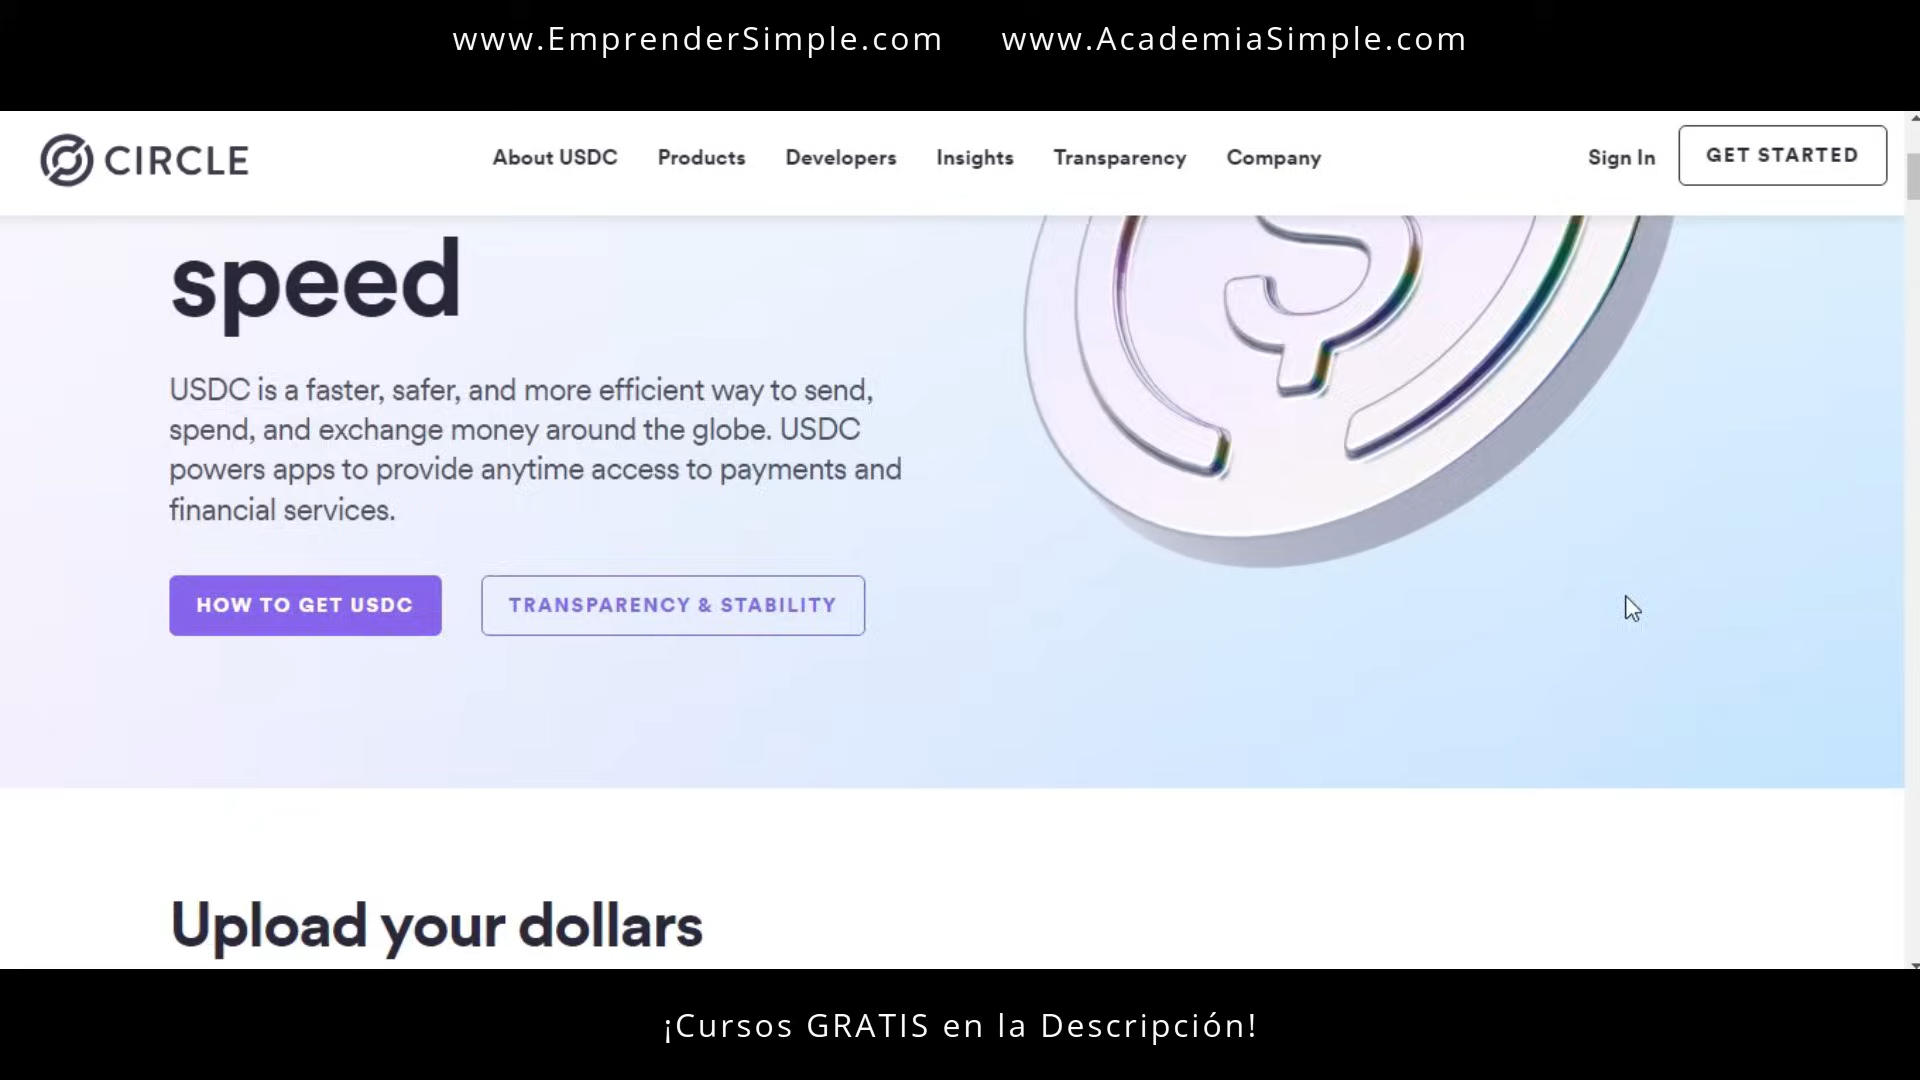 www.EmprenderSimple.com www.AcademiaSimple.com
CIRCLE About USDC Products Developers Insights Transparency Company Sign In GET STARTED
speed
USDC is a faster, safer, and more efficient way to send,
spend, and exchange money around the globe. USDC
powers apps to provide anytime access to payments and
financial services.
HOW TO GET USDC TRANSPARENCY & STABILITY
Upload your dollars
¡Cursos GRATIS en la Descripción!